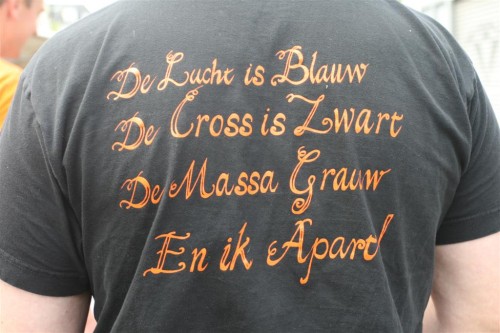 De Lucht is Blauw
De Cross is Zwart
De Massa Grauw
En ik Apart